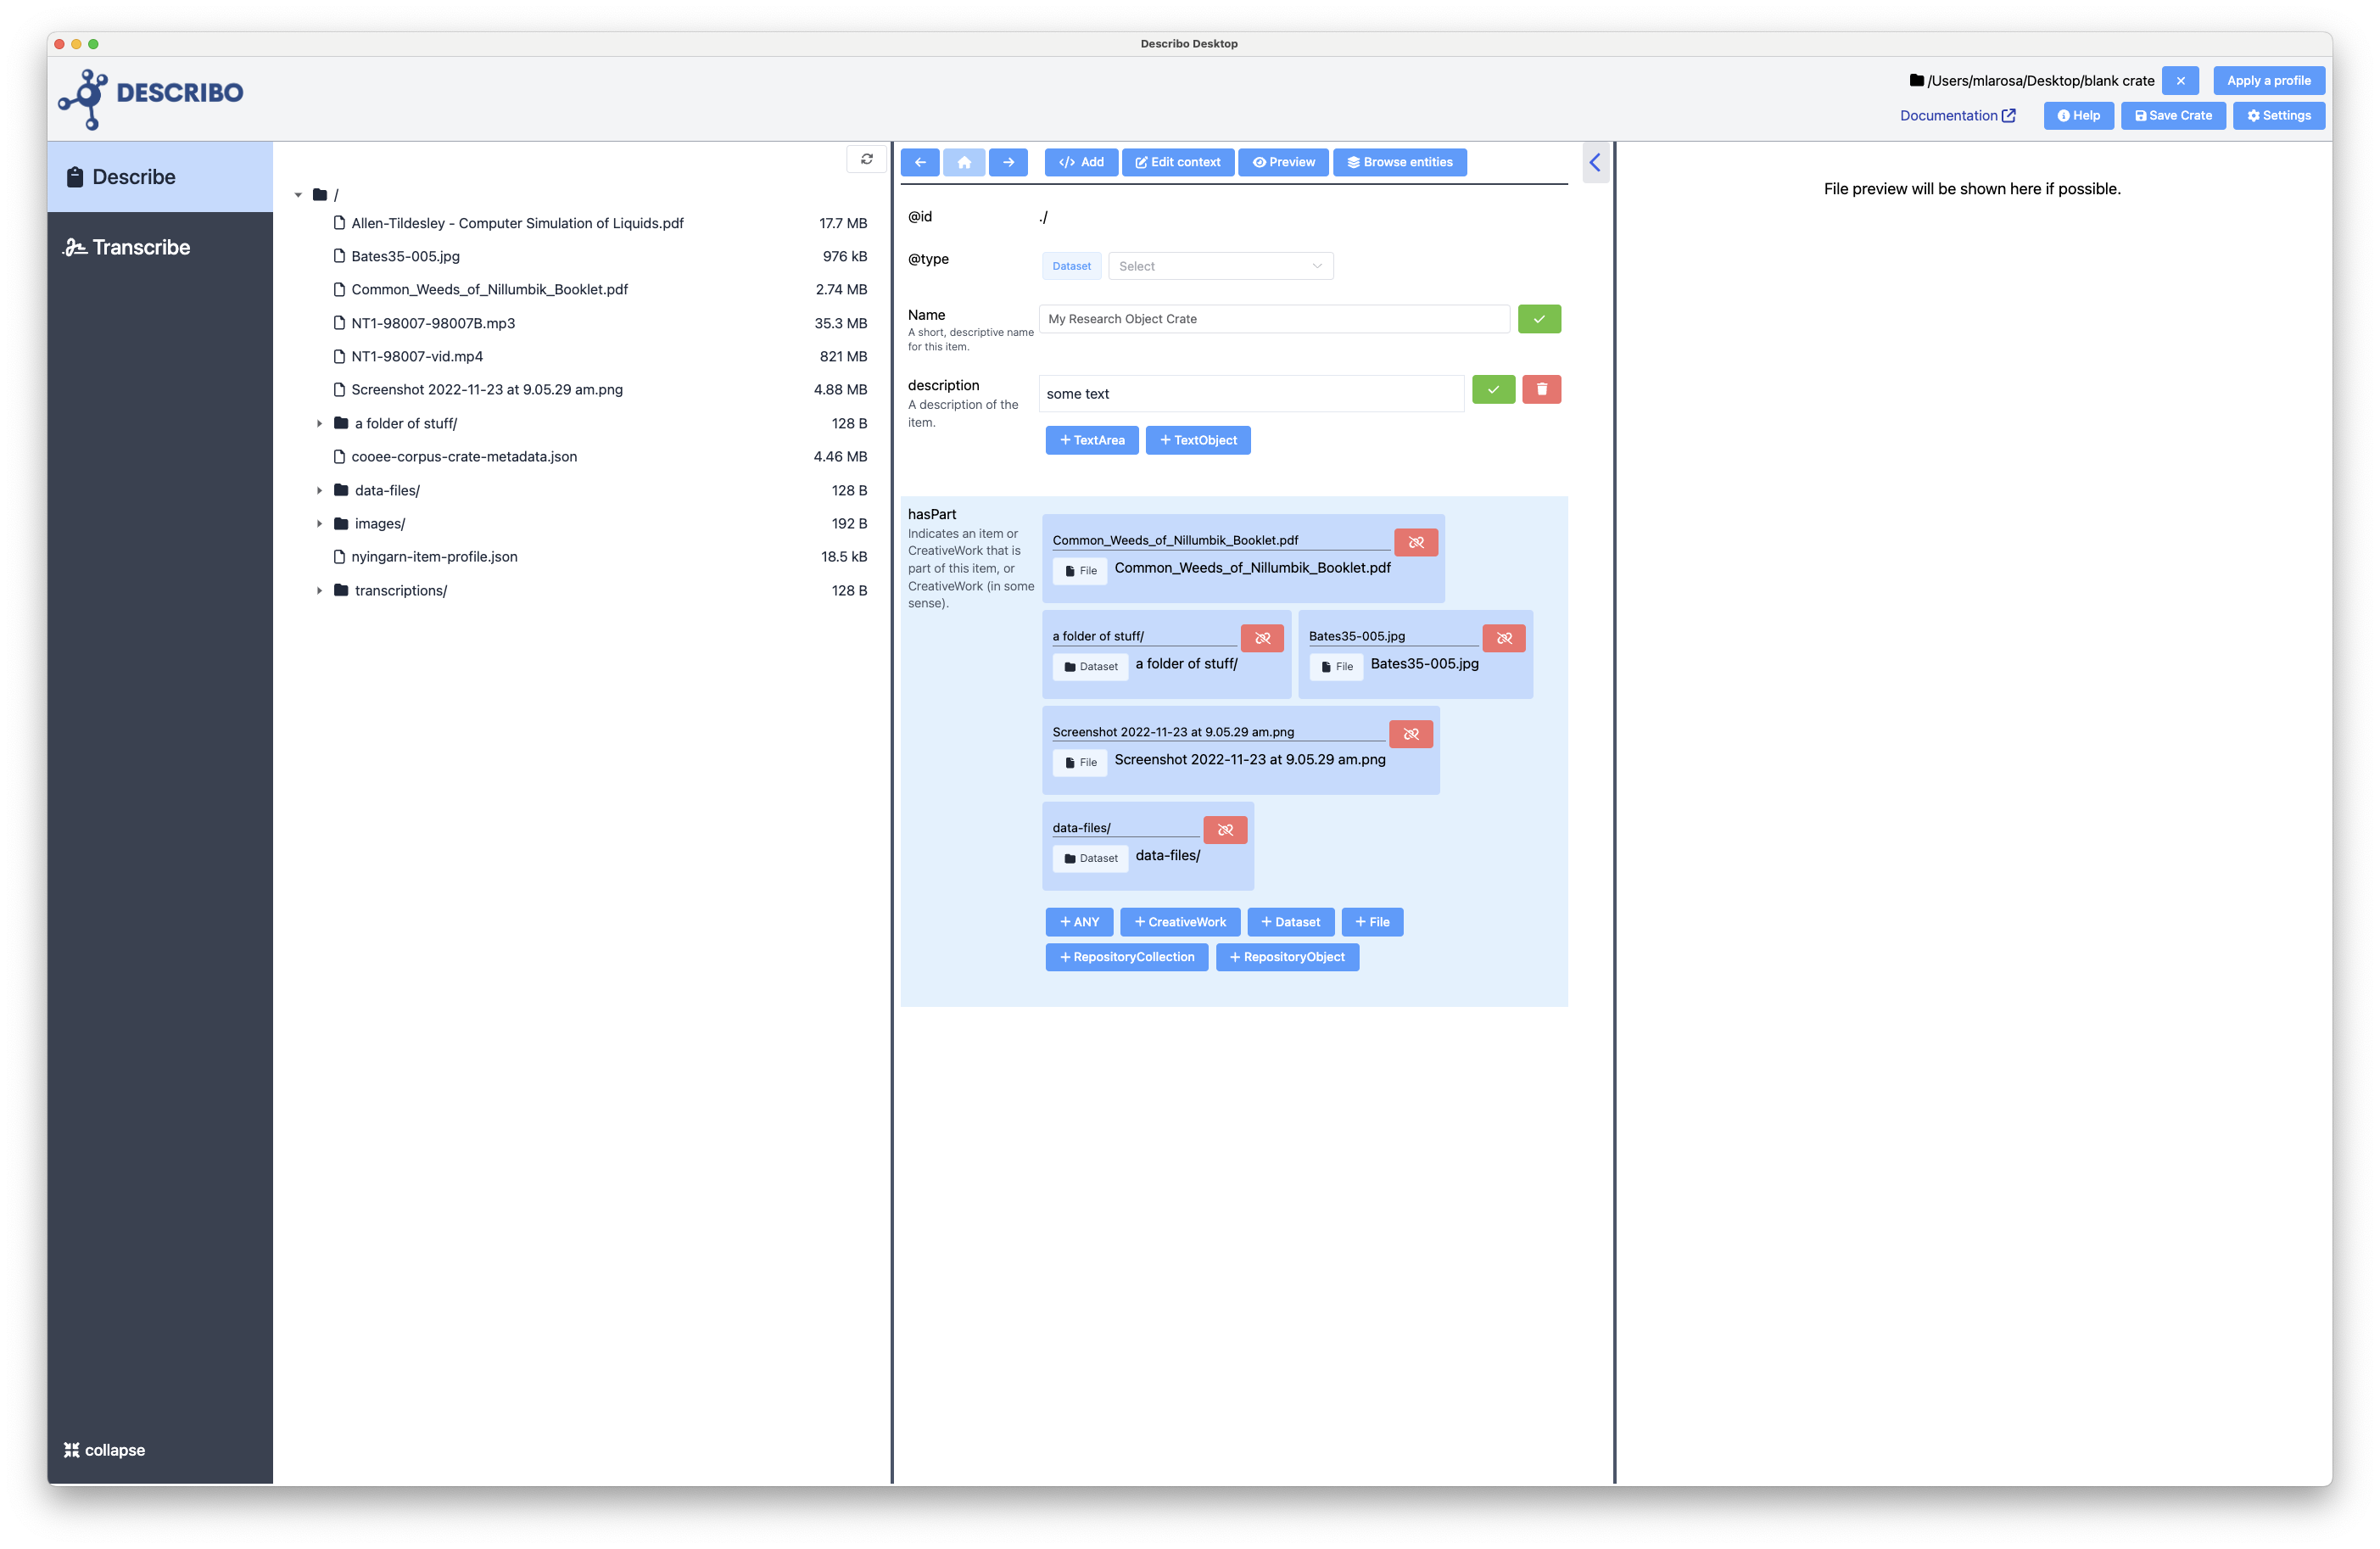 Describo Desktop
DESCRIBO
/Users/mlarosa/Desktop/blank crate
Apply a profile
Documentation
Help
Save Crate
Settings
Describe
Transcribe
collapse
/
Allen-Tildesley - Computer Simulation of Liquids.pdf 17.7 MB
Bates35-005.jpg 976 kB
Common_Weeds_of_Nillumbik_Booklet.pdf 2.74 MB
NT1-98007-98007B.mp3 35.3 MB
NT1-98007-vid.mp4 821 MB
Screenshot 2022-11-23 at 9.05.29 am.png 4.88 MB
a folder of stuff/ 128 B
cooee-corpus-crate-metadata.json 4.46 MB
data-files/ 128 B
images/ 192 B
nyingarn-item-profile.json 18.5 kB
transcriptions/ 128 B
</> Add
Edit context
Preview
Browse entities
@id ./
@type Dataset Select
Name
A short, descriptive name
for this item.
My Research Object Crate
description
A description of the
item.
some text
+ TextArea
+ TextObject
hasPart
Indicates an item or
CreativeWork that is
part of this item, or
CreativeWork (in some
sense).
Common_Weeds_of_Nillumbik_Booklet.pdf
File Common_Weeds_of_Nillumbik_Booklet.pdf
a folder of stuff/
Dataset a folder of stuff/
Bates35-005.jpg
File Bates35-005.jpg
Screenshot 2022-11-23 at 9.05.29 am.png
File Screenshot 2022-11-23 at 9.05.29 am.png
data-files/
Dataset data-files/
+ ANY
+ CreativeWork
+ Dataset
+ File
+ RepositoryCollection
+ RepositoryObject
File preview will be shown here if possible.